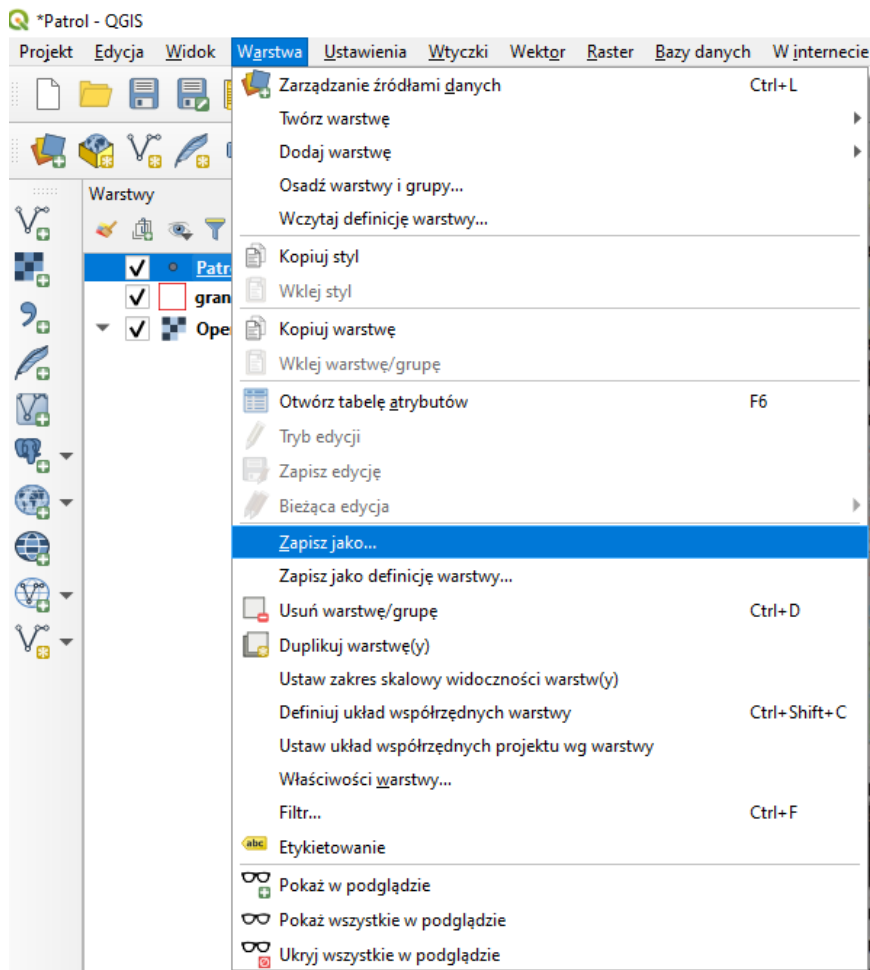 *Patrol - QGIS
Projekt Edycja Widok Warstwa Ustawienia Wtyczki Wektor Raster Bazy danych W internecie
Zarządzanie źródłami danych Ctrl+L
Twórz warstwę
Dodaj warstwę
Osadź warstwy i grupy...
Warstwy
Wczytaj definicję warstwy...
Kopiuj styl
Patr
Wklej styl
gran
Kopiuj warstwę
Ope
Wklej warstwę/grupę
Otwórz tabelę atrybutów F6
Tryb edycji
Zapisz edycję
Bieżąca edycja
Zapisz jako...
Zapisz jako definicję warstwy...
Usuń warstwę/grupę Ctrl+D
Duplikuj warstwę(y)
Ustaw zakres skalowy widoczności warstw(y)
Definiuj układ współrzędnych warstwy Ctrl+Shift+C
Ustaw układ współrzędnych projektu wg warstwy
Właściwości warstwy...
Filtr... Ctrl+F
abc Etykietowanie
Pokaż w podglądzie
Pokaż wszystkie w podglądzie
Ukryj wszystkie w podglądzie